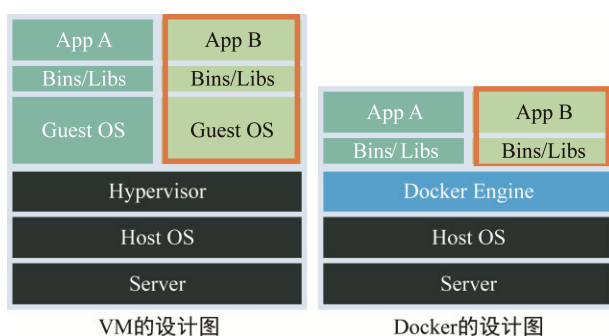 App A
App B
Bins/Libs
Bins/Libs
Guest OS
Guest OS
Hypervisor
Host OS
Server
VM的设计图
App A
App B
Bins/ Libs
Bins/Libs
Docker Engine
Host OS
Server
Docker的设计图